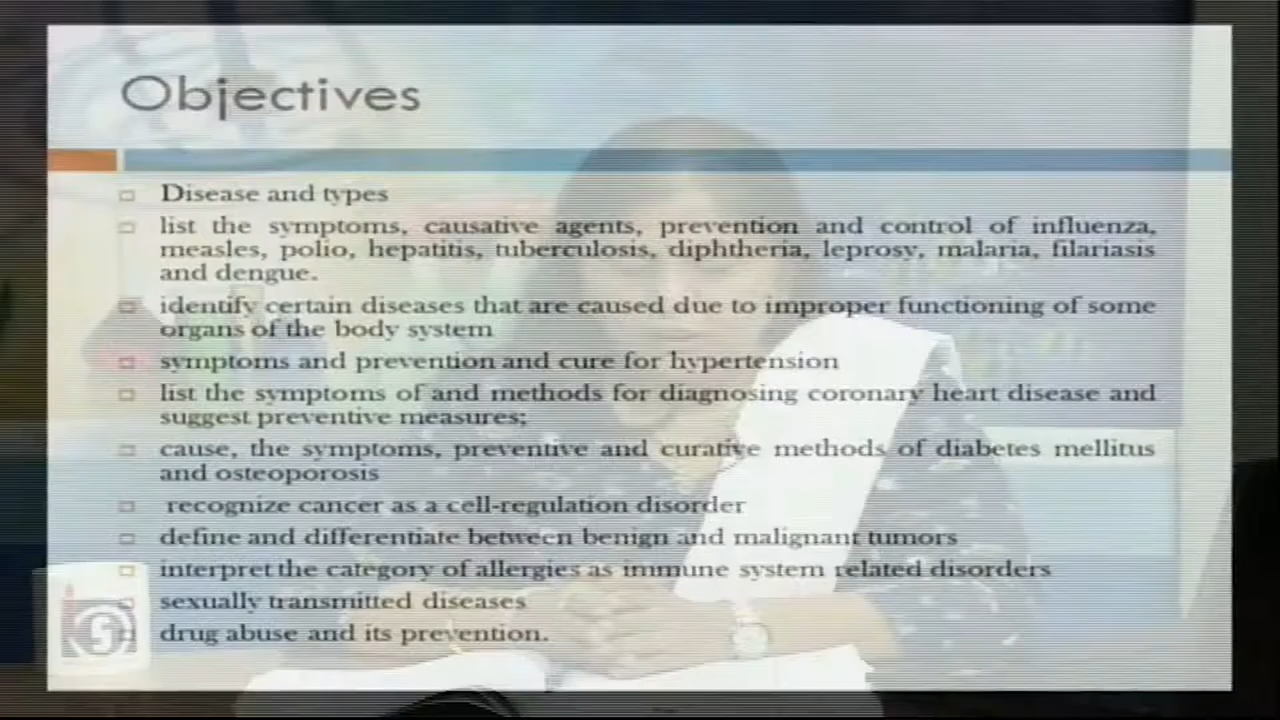 Objectives
Disease and types
list the symptoms, causative agents, prevention and control of influenza,
measles, polio, hepatitis, tuberculosis, diphtheria, leprosy, malaria, filariasis
and dengue.
identify certain diseases that are caused due to improper functioning of some
organs of the body system
symptoms and prevention and cure for hypertension
list the symptoms of and methods for diagnosing coronary heart disease and
suggest preventive measures;
cause, the symptoms, preventive and curative methods of diabetes mellitus
and osteoporosis
recognize cancer as a cell-regulation disorder
define and differentiate between benign and malignant tumors
interpret the category of allergies as immune system related disorders
sexually transmitted diseases
drug abuse and its prevention.